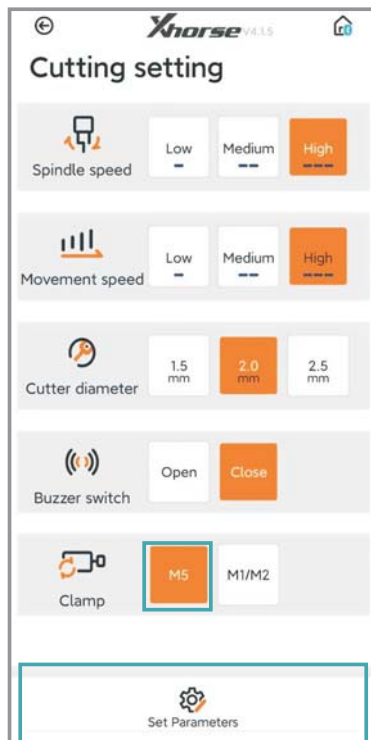 Xhorse V4.1.5
Cutting setting
Spindle speed
Low
Medium
High
Movement speed
Low
Medium
High
Cutter diameter
1.5
mm
2.0
mm
2.5
mm
Buzzer switch
Open
Close
Clamp
M5
M1/M2
Set Parameters